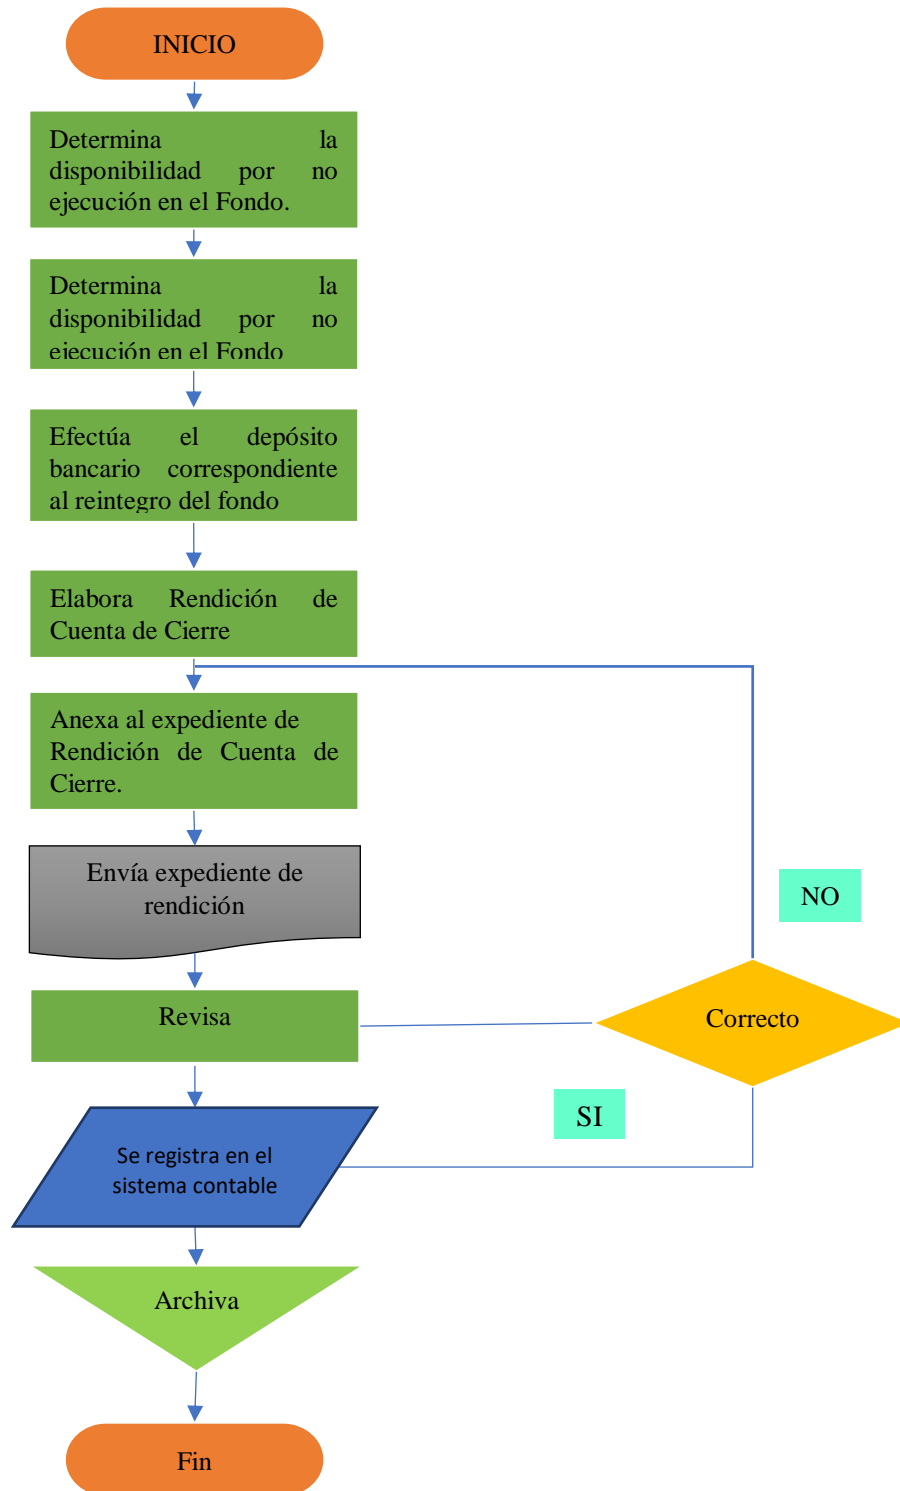 INICIO
Determina la
disponibilidad por no
ejecución en el Fondo.
Determina la
disponibilidad por no
ejecución en el Fondo
Efectúa el depósito
bancario correspondiente
al reintegro del fondo
Elabora Rendición de
Cuenta de Cierre
Anexa al expediente de
Rendición de Cuenta de
Cierre.
Envía expediente de
rendición
NO
Revisa
Correcto
SI
Se registra en el
sistema contable
Archiva
Fin